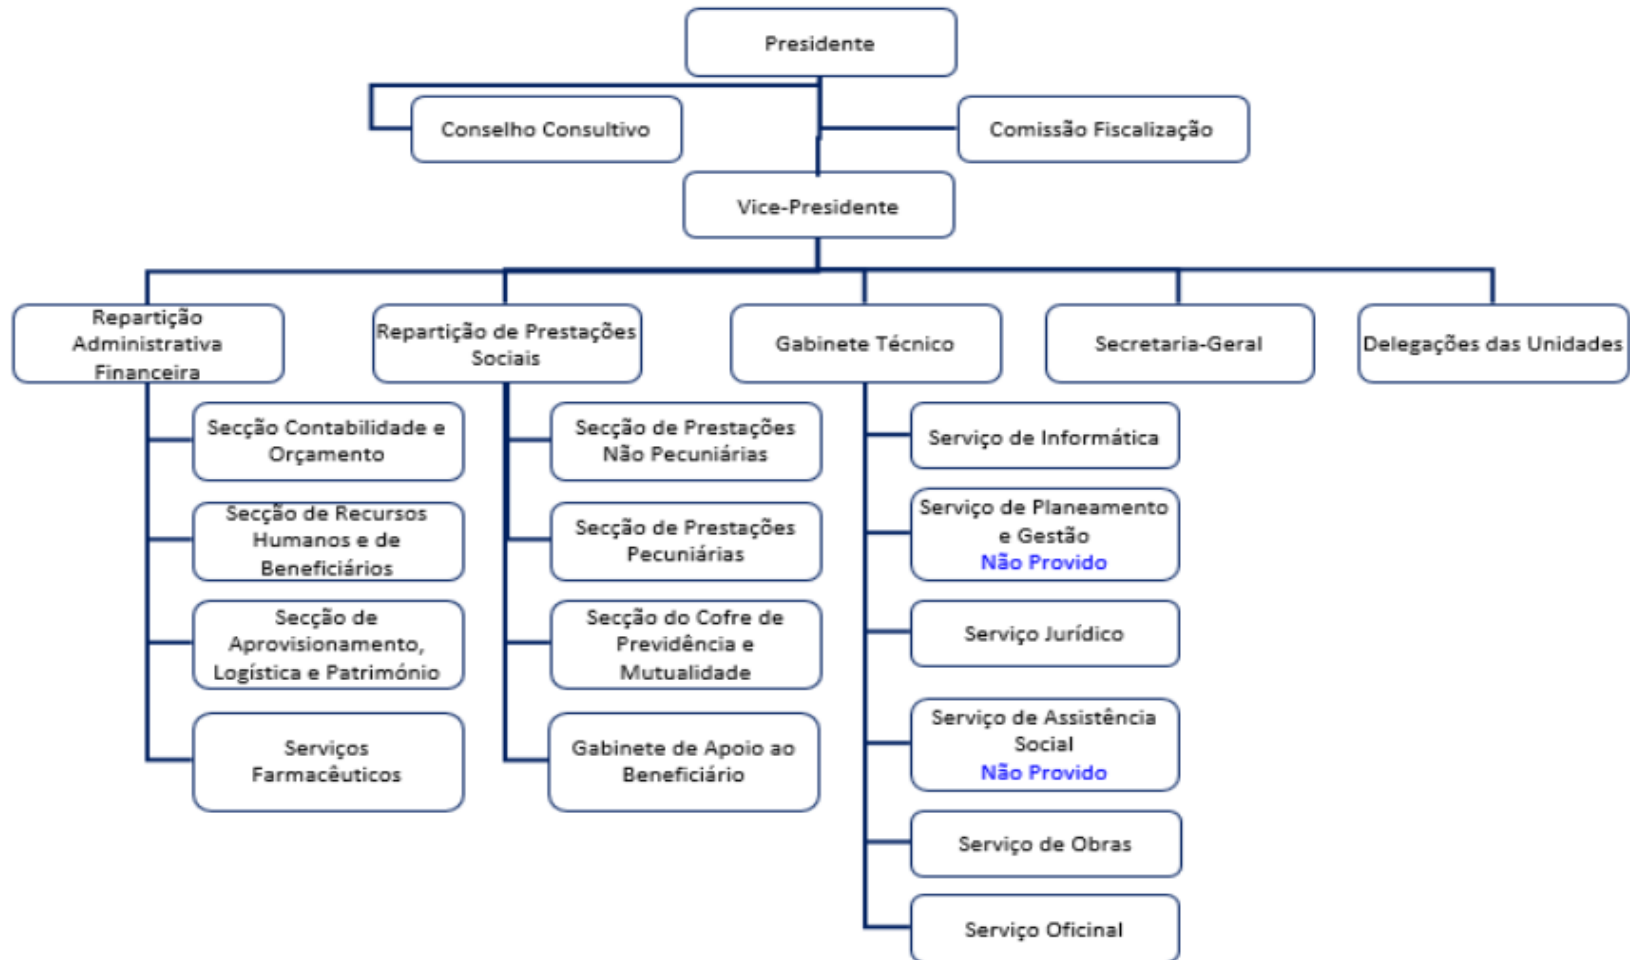 Presidente
Conselho Consultivo
Comissão Fiscalização
Vice-Presidente
Repartição
Administrativa
Financeira
Repartição de Prestações
Sociais
Gabinete Técnico
Secretaria-Geral
Delegações das Unidades
Secção Contabilidade e
Orçamento
Secção de Recursos
Humanos e de
Beneficiários
Secção de
Aprovisionamento,
Logística e Património
Serviços
Farmacêuticos
Secção de Prestações
Não Pecuniárias
Secção de Prestações
Pecuniárias
Secção do Cofre de
Previdência e
Mutualidade
Gabinete de Apoio ao
Beneficiário
Serviço de Informática
Serviço de Planeamento
e Gestão
Não Provido
Serviço Jurídico
Serviço de Assistência
Social
Não Provido
Serviço de Obras
Serviço Oficinal